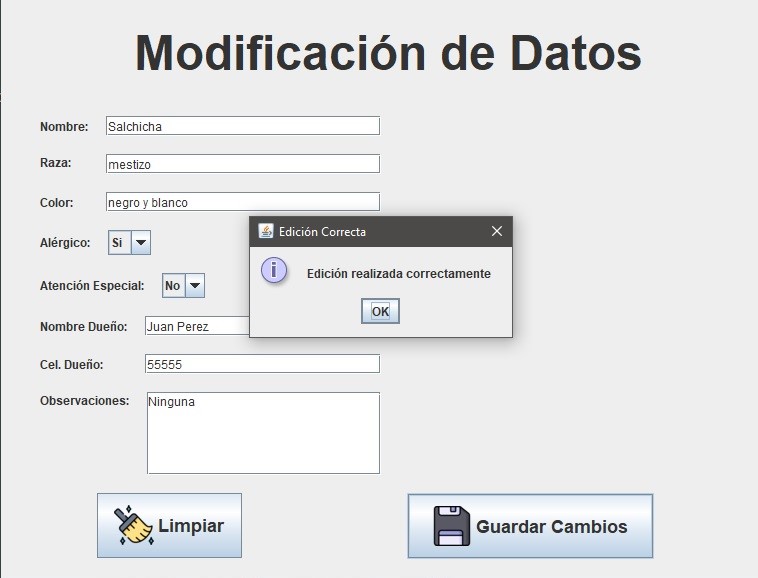 Modificación de Datos
Nombre: Salchicha
Raza: mestizo
Color: negro y blanco
Edición Correcta
Alérgico: Si
Edición realizada correctamente
Atención Especial: No
OK
Nombre Dueño: Juan Perez
Cel. Dueño: 55555
Observaciones: Ninguna
Limpiar
Guardar Cambios